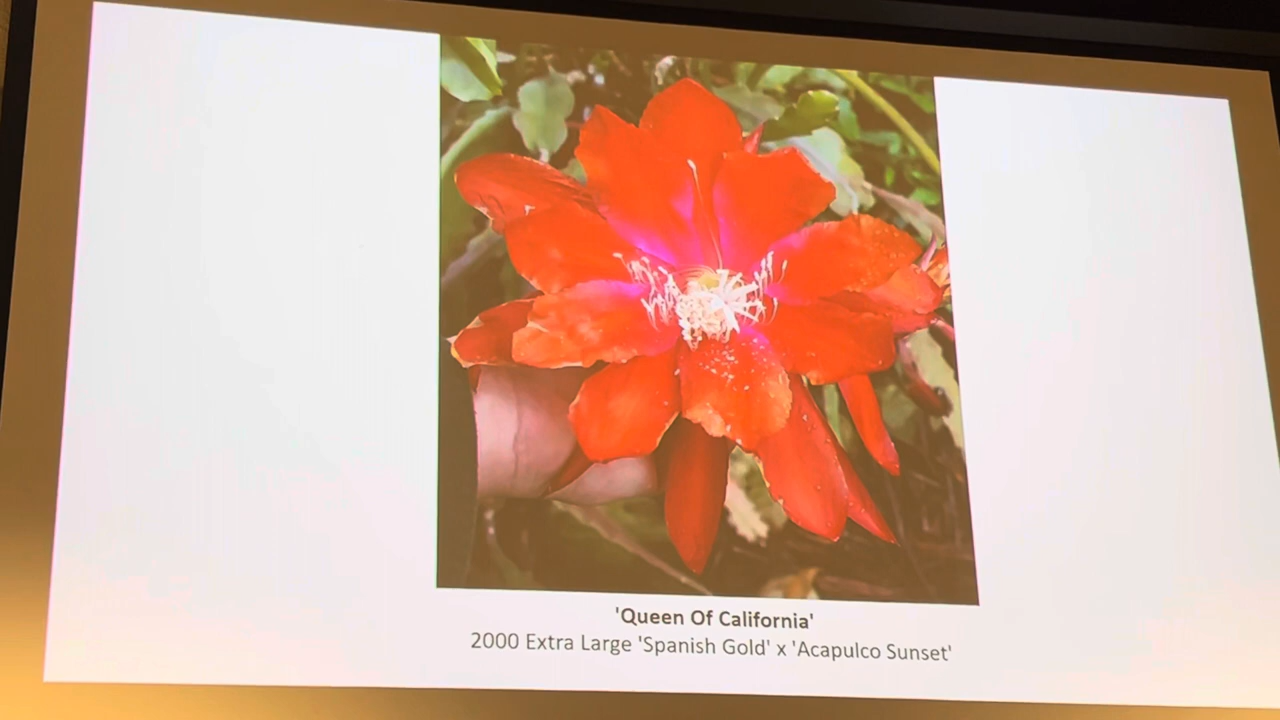 'Queen Of California'
2000 Extra Large 'Spanish Gold' x 'Acapulco Sunset'